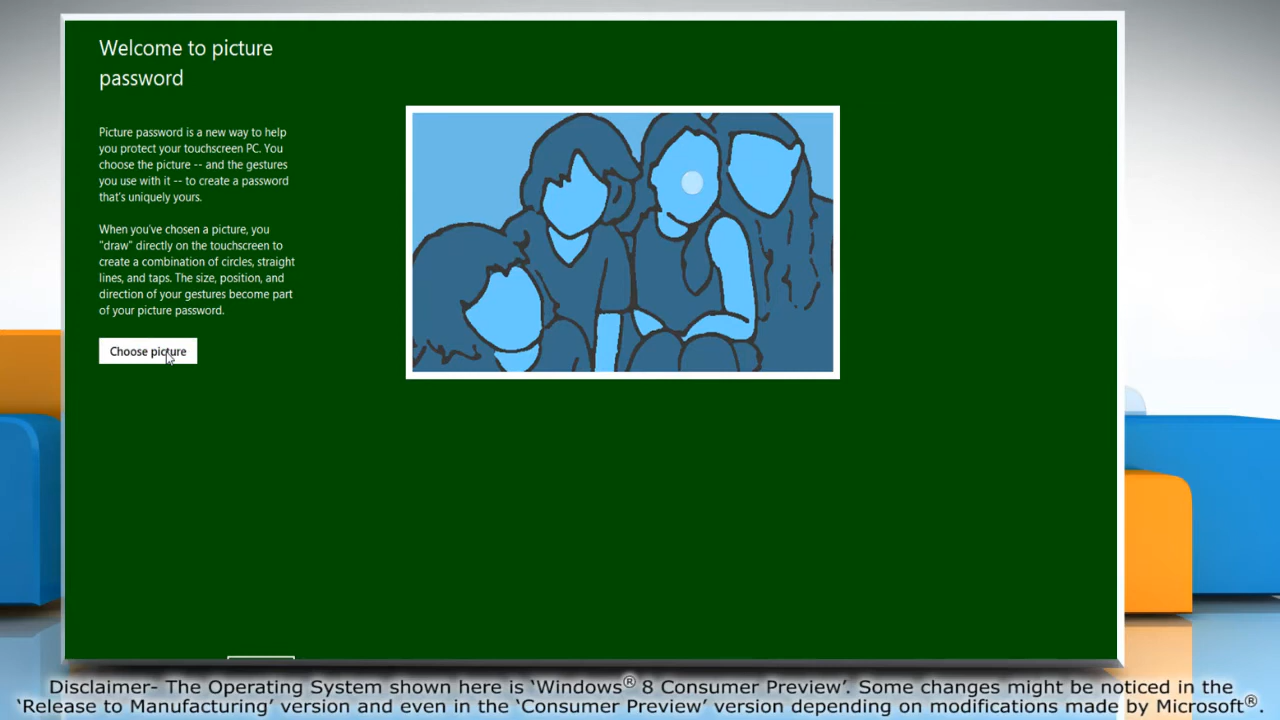 Welcome to picture
password
Picture password is a new way to help
you protect your touchscreen PC. You
choose the picture -- and the gestures
you use with it -- to create a password
that's uniquely yours.
When you've chosen a picture, you
"draw" directly on the touchscreen to
create a combination of circles, straight
lines, and taps. The size, position, and
direction of your gestures become part
of your picture password.
Choose picture
Disclaimer- The Operating System shown here is ‘Windows® 8 Consumer Preview’. Some changes might be noticed in the
‘Release to Manufacturing’ version and even in the ‘Consumer Preview’ version depending on modifications made by Microsoft®.